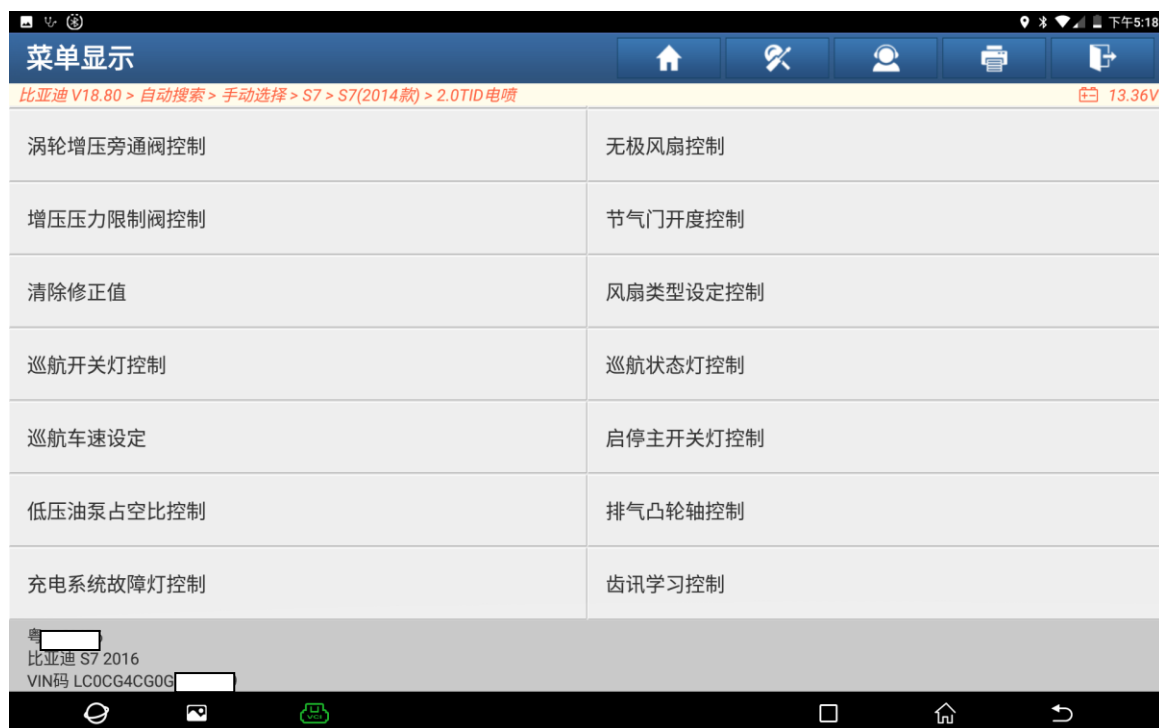 下午5:18
菜单显示
比亚迪 V18.80 > 自动搜索 > 手动选择 > S7 > S7(2014款) > 2.0TID电喷 13.36V
涡轮增压旁通阀控制 无极风扇控制
增压压力限制阀控制 节气门开度控制
清除修正值 风扇类型设定控制
巡航开关灯控制 巡航状态灯控制
巡航车速设定 启停主开关灯控制
低压油泵占空比控制 排气凸轮轴控制
充电系统故障灯控制 齿讯学习控制
粤
比亚迪 S7 2016
VIN码 LC0CG4CG0G
VCI